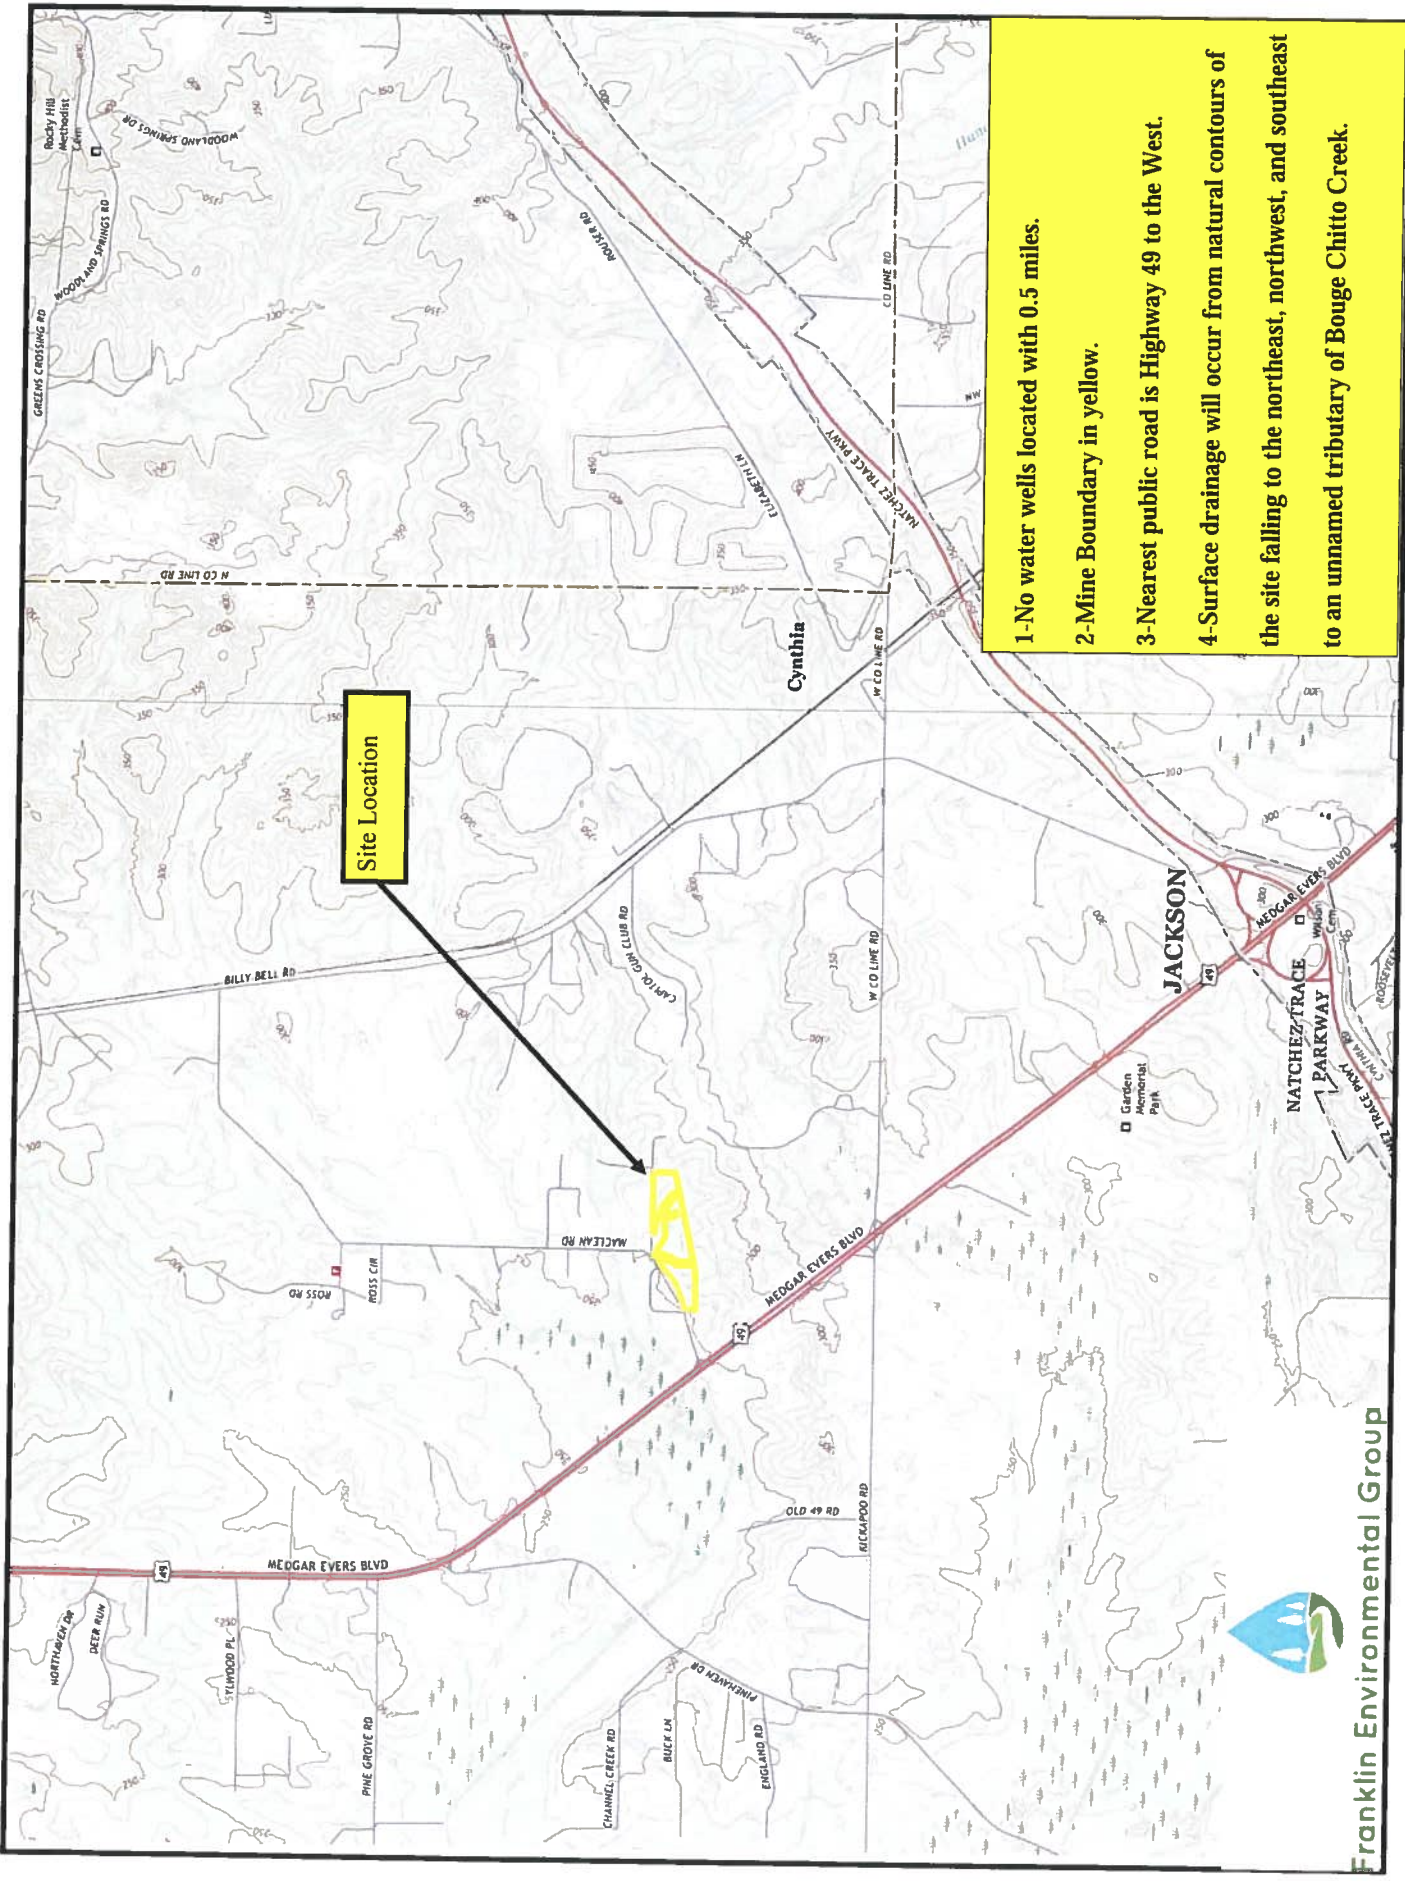 Rocky Hill
Methodist
Cem
WOODLAND SPRINGS DR
WOODLAND SPRINGS RD
GREENS CROSSING RD
N CO LINE RD
ROUSER RD
ELIZABETH LN
NATCHEZ TRACE PKWY
CO LINE RD
W CO LINE RD
Cynthia
Site Location
BILLY BELL RD
CAPITOL GUN CLUB RD
W CO LINE RD
MACLEAN RD
ROSS RD
ROSS CIR
MEDGAR EVERS BLVD
49
JACKSON
49
MEDGAR EVERS BLVD
Wilson
Cem
NATCHEZ TRACE
PARKWAY
CYNTHIA RD
Garden
Memorial
Park
OLD 49 RD
KICKAPOO RD
MEDGAR EVERS BLVD
49
NORTHAVEN DR
DEER RUN
SYLWOOD PL
PINE GROVE RD
CHANNEL CREEK RD
BUCK LN
PINEHAVEN DR
ENGLAND RD
1-No water wells located with 0.5 miles.
2-Mine Boundary in yellow.
3-Nearest public road is Highway 49 to the West.
4-Surface drainage will occur from natural contours of
the site falling to the northeast, northwest, and southeast
to an unnamed tributary of Bouge Chitto Creek.
Franklin Environmental Group